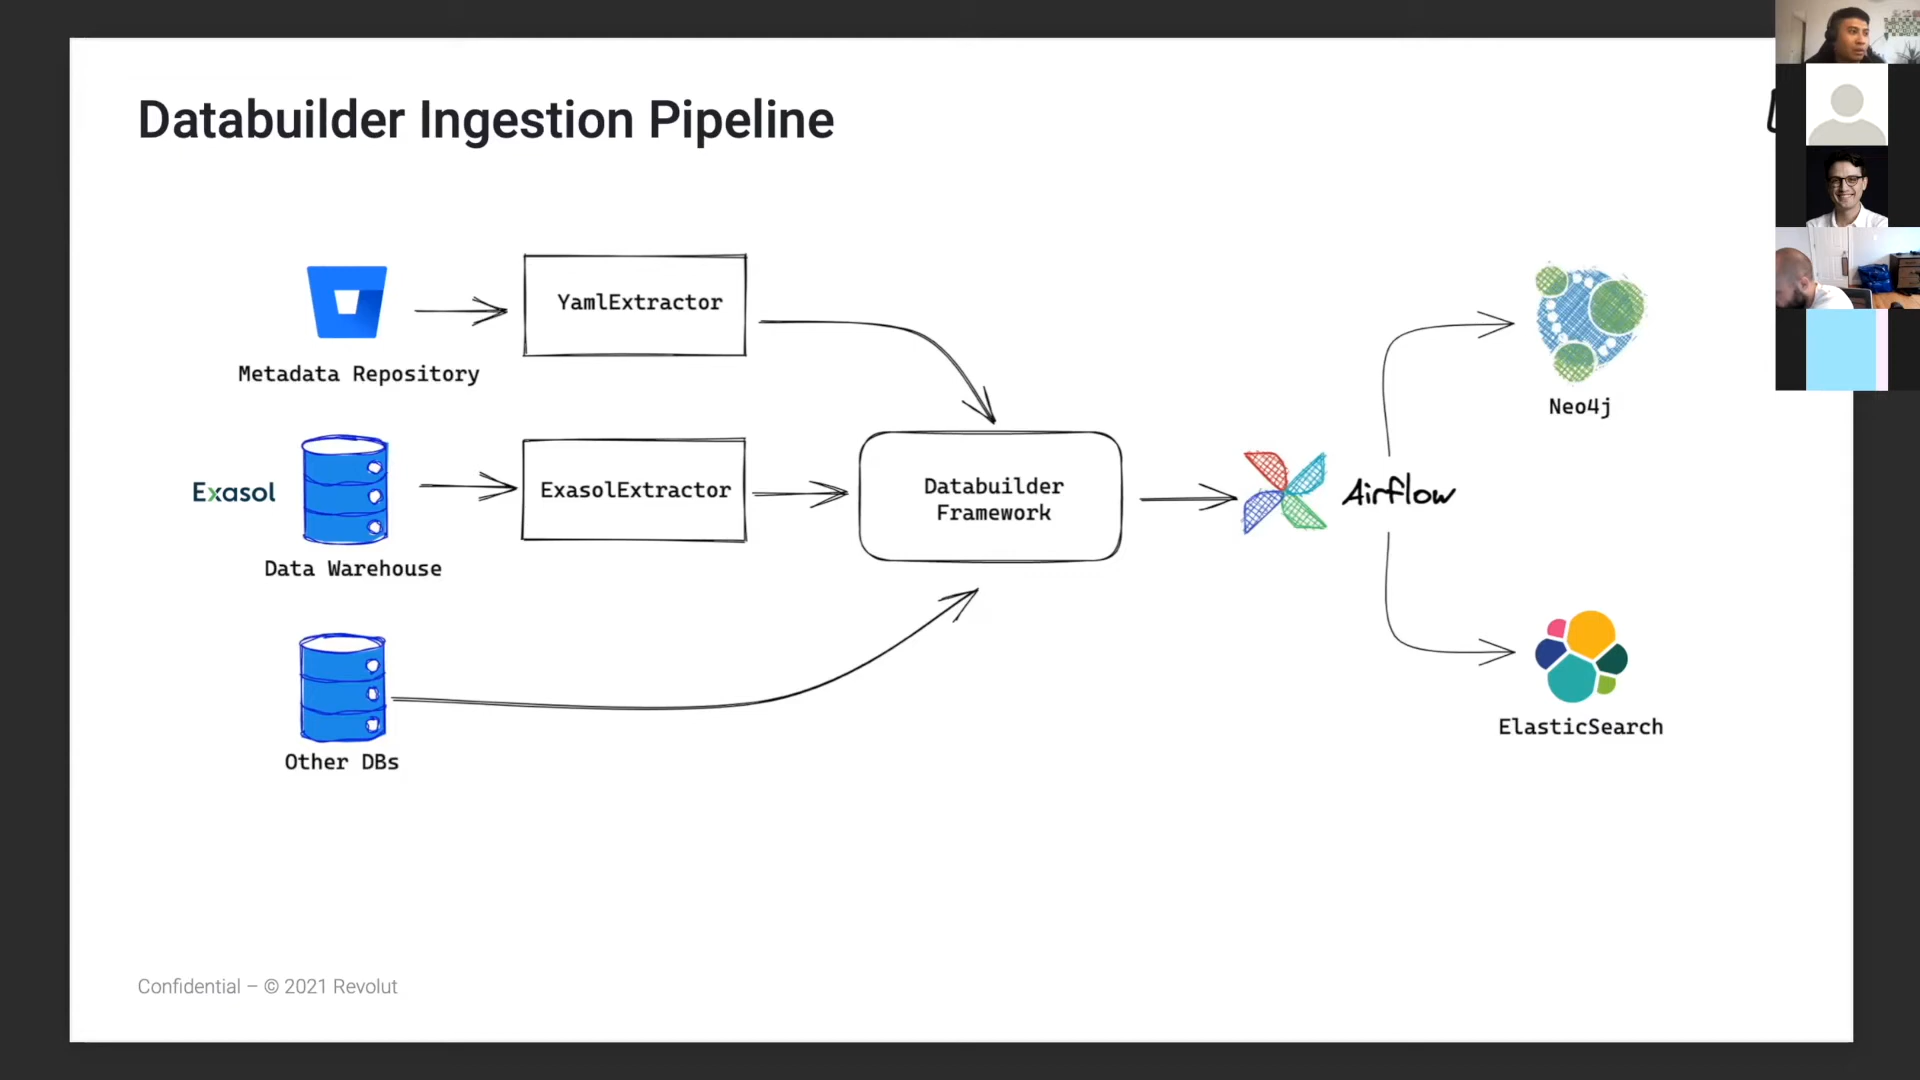 Databuilder Ingestion Pipeline
YamlExtractor
Metadata Repository
Neo4j
Exasol
ExasolExtractor
Databuilder
Framework
Airflow
Data Warehouse
ElasticSearch
Other DBs
Confidential – © 2021 Revolut